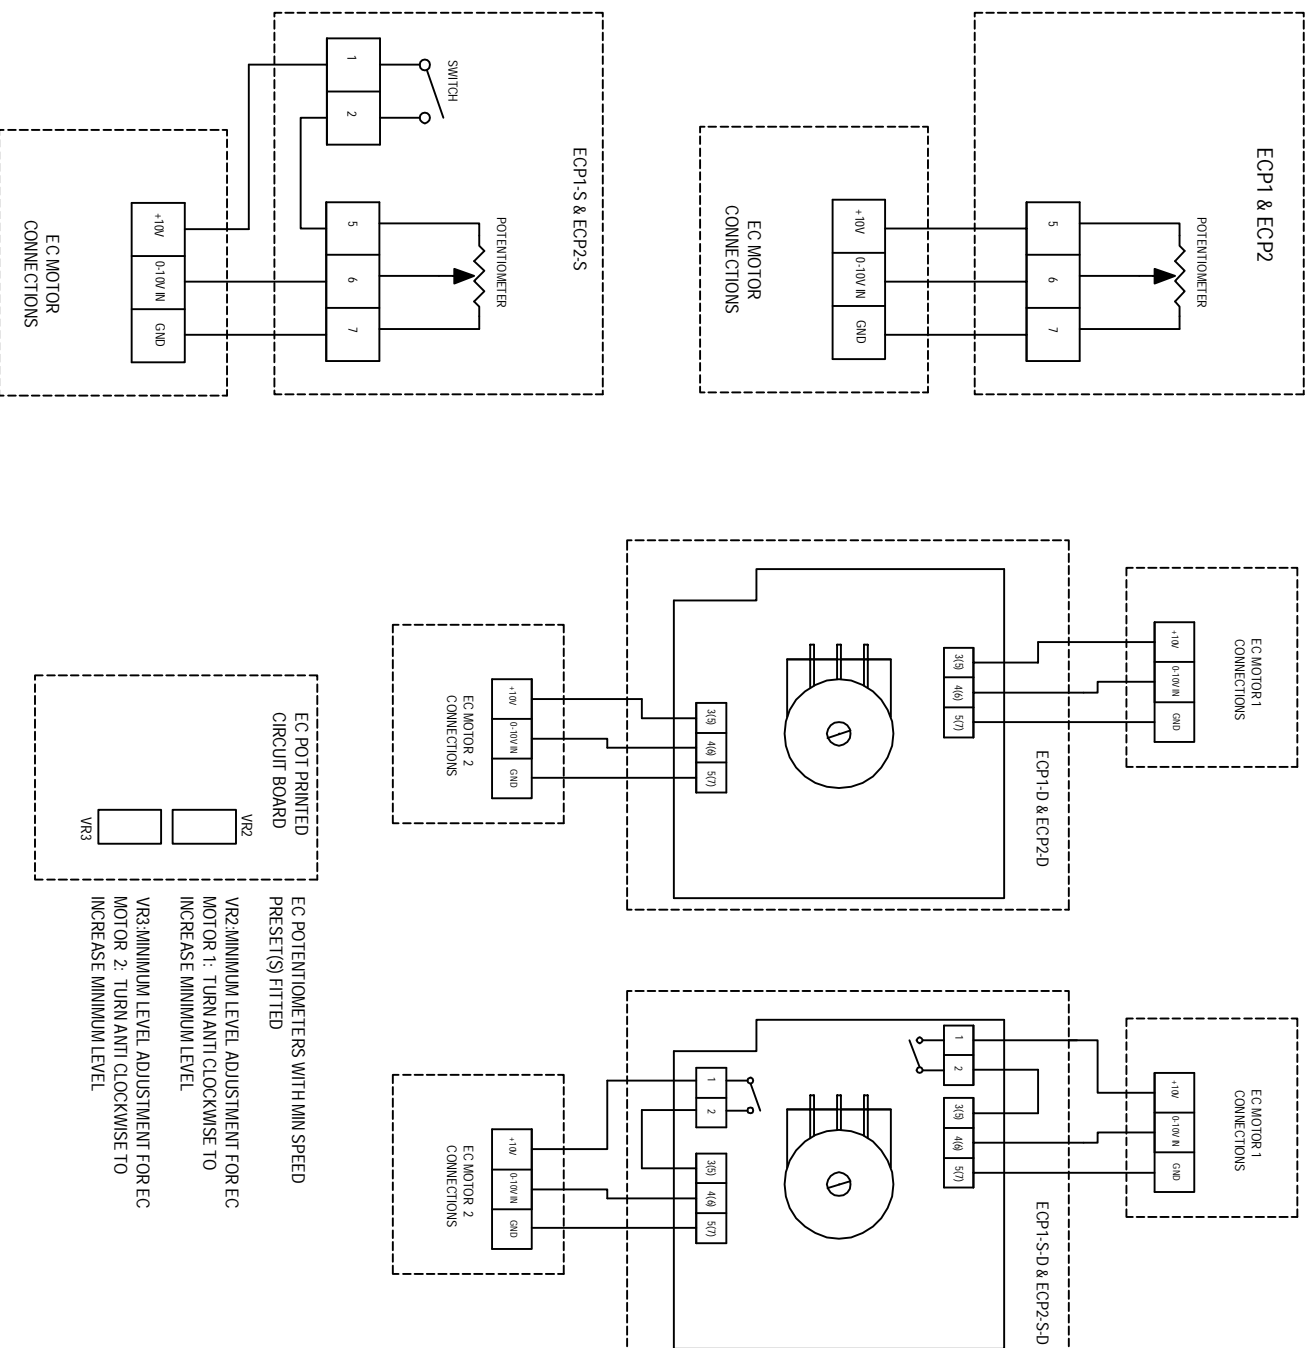 ECP1 & ECP2
POTENTIOMETER
5
6
7
+10V
0-10V IN
GND
EC MOTOR
CONNECTIONS
ECP1-S & ECP2-S
SWITCH
POTENTIOMETER
1
2
5
6
7
+10V
0-10V IN
GND
EC MOTOR
CONNECTIONS
EC MOTOR 1
CONNECTIONS
+10V
0-10V IN
GND
ECP1-D & ECP2-D
3(5)
4(6)
5(7)
3(5)
4(6)
5(7)
+10V
0-10V IN
GND
EC MOTOR 2
CONNECTIONS
EC MOTOR 1
CONNECTIONS
+10V
0-10V IN
GND
ECP1-S-D & ECP2-S-D
1
2
3(5)
4(6)
5(7)
1
2
3(5)
4(6)
5(7)
+10V
0-10V IN
GND
EC MOTOR 2
CONNECTIONS
EC POT PRINTED
CIRCUIT BOARD
VR2
VR3
EC POTENTIOMETERS WITH MIN SPEED
PRESET(S) FITTED
VR2:MINIMUM LEVEL ADJUSTMENT FOR EC
MOTOR 1: TURN ANTI CLOCKWISE TO
INCREASE MINIMUM LEVEL
VR3:MINIMUM LEVEL ADJUSTMENT FOR EC
MOTOR 2: TURN ANTI CLOCKWISE TO
INCREASE MINIMUM LEVEL